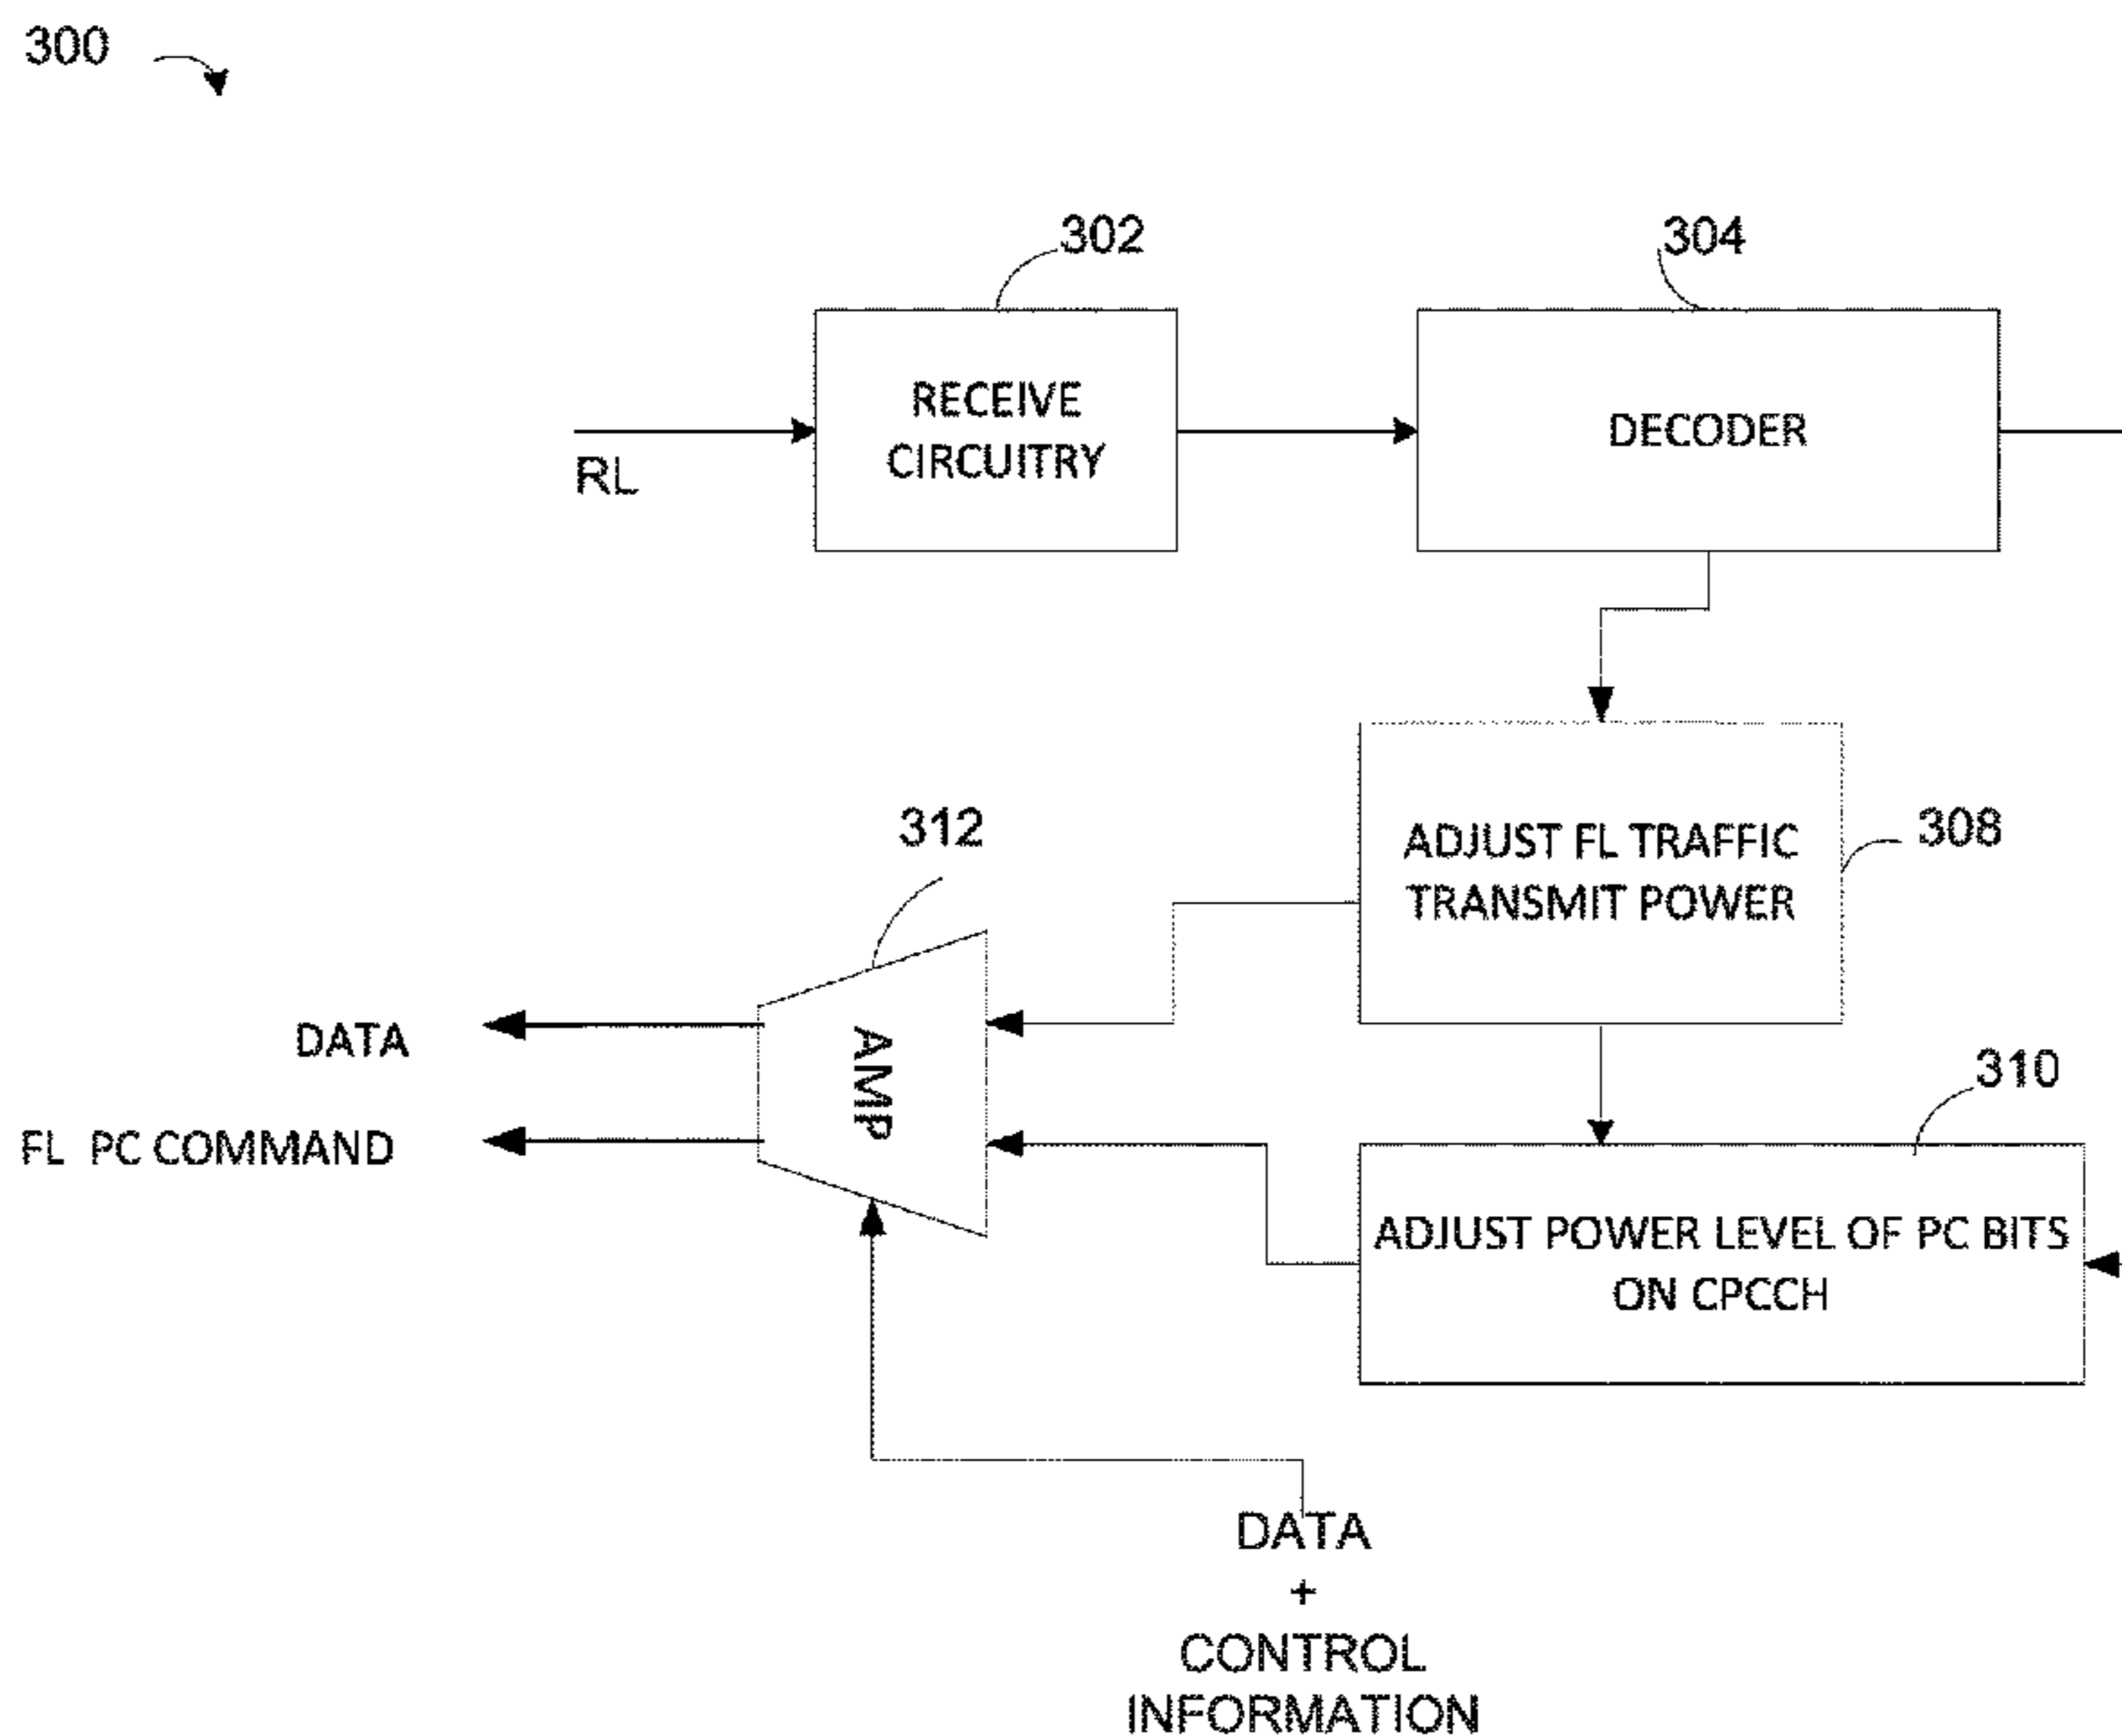 300
302
304
RECEIVE
CIRCUITRY
DECODER
RL
312
ADJUST FL TRAFFIC
TRANSMIT POWER
308
AMP
DATA
310
FL PC COMMAND
ADJUST POWER LEVEL OF PC BITS
ON CPCCH
DATA
+
CONTROL
INFORMATION